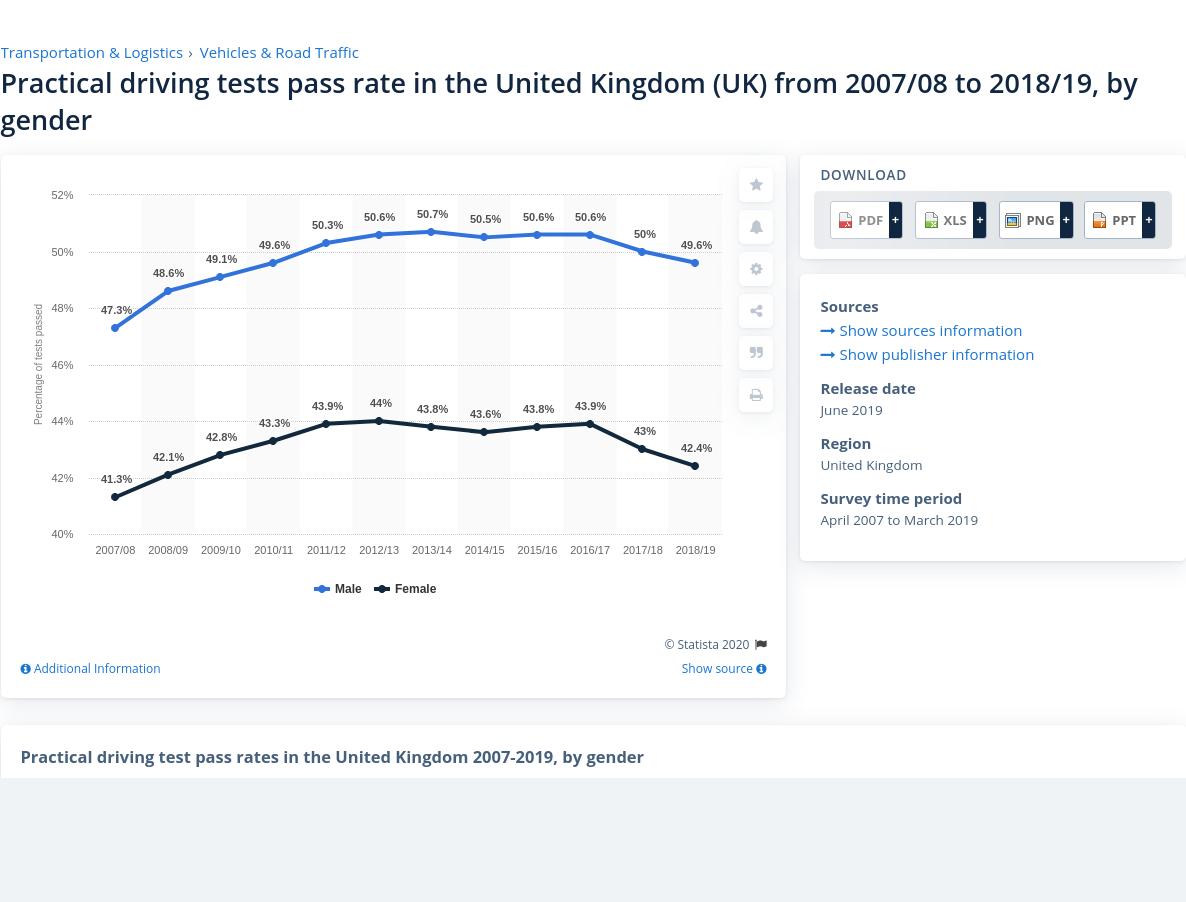 Transportation & Logistics › Vehicles & Road Traffic
Practical driving tests pass rate in the United Kingdom (UK) from 2007/08 to 2018/19, by
gender
52%
50%
48%
46%
44%
42%
40%
Percentage of tests passed
47.3%
48.6%
49.1%
49.6%
50.3%
50.6%
50.7%
50.5%
50.6%
50.6%
50%
49.6%
41.3%
42.1%
42.8%
43.3%
43.9%
44%
43.8%
43.6%
43.8%
43.9%
43%
42.4%
2007/08 2008/09 2009/10 2010/11 2011/12 2012/13 2013/14 2014/15 2015/16 2016/17 2017/18 2018/19
Male Female
© Statista 2020
Additional Information
Show source
DOWNLOAD
PDF + XLS + PNG + PPT +
Sources
Show sources information
Show publisher information
Release date
June 2019
Region
United Kingdom
Survey time period
April 2007 to March 2019
Practical driving test pass rates in the United Kingdom 2007-2019, by gender